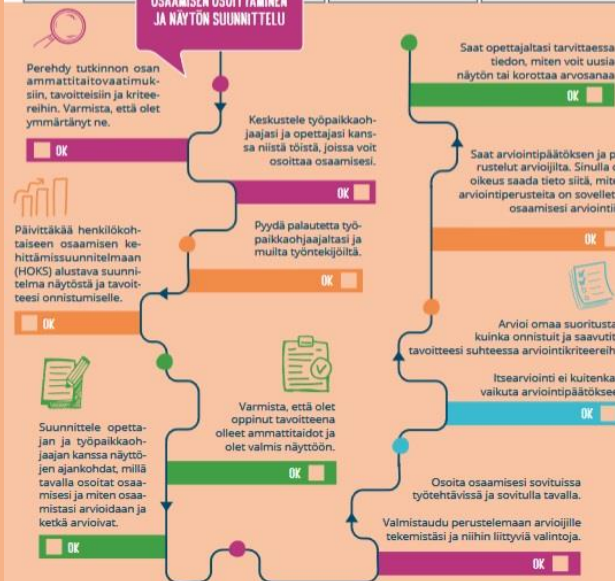 OSAAMISEN OSOITTAMINEN
JA NÄYTÖN SUUNNITTELU
Perehdy tutkinnon osan
ammattitaitovaatimuk-
siin, tavoitteisiin ja kritee-
reihin. Varmista, että olet
ymmärtänyt ne.
OK
Keskustele työpaikkaoh-
jaajasi ja opettajasi kans-
sa niistä töistä, joissa voit
osoittaa osaamisesi.
OK
Päivittäkää henkilökoh-
taiseen osaamisen ke-
hittämissuunnitelmaan
(HOKS) alustava suunni-
telma näytöstä ja tavoit-
teesi onnistumiselle.
OK
Pyydä palautetta työ-
paikkaohjaajaltasi ja
muilta työntekijöiltä.
OK
Suunnittele opetta-
jan ja työpaikkaoh-
jaajan kanssa näyttö-
jen ajankohdat, millä
tavalla osoitat osaa-
misesi ja miten osaa-
mistasi arvioidaan ja
ketkä arvioivat.
OK
Varmista, että olet
oppinut tavoitteena
olleet ammattitaidot ja
olet valmis näyttöön.
OK
Osoita osaamisesi sovituissa
työtehtävissä ja sovitulla tavalla.
Valmistaudu perustelemaan arvioijille
tekemistäsi ja niihin liittyviä valintoja.
OK
Arvioi omaa suoritusta
kuinka onnistuit ja saavutit
tavoitteesi suhteessa arviointikriteereih
Itsearviointi ei kuitenka
vaikuta arviointipäätöksee
OK
Saat arviointipäätöksen ja p
rustelut arvioijilta. Sinulla o
oikeus saada tieto siitä, mite
arviointiperusteita on sovellet
osaamisesi arviointii
OK
Saat opettajaltasi tarvittaessa
tiedon, miten voit uusia
näytön tai korottaa arvosanaa
OK